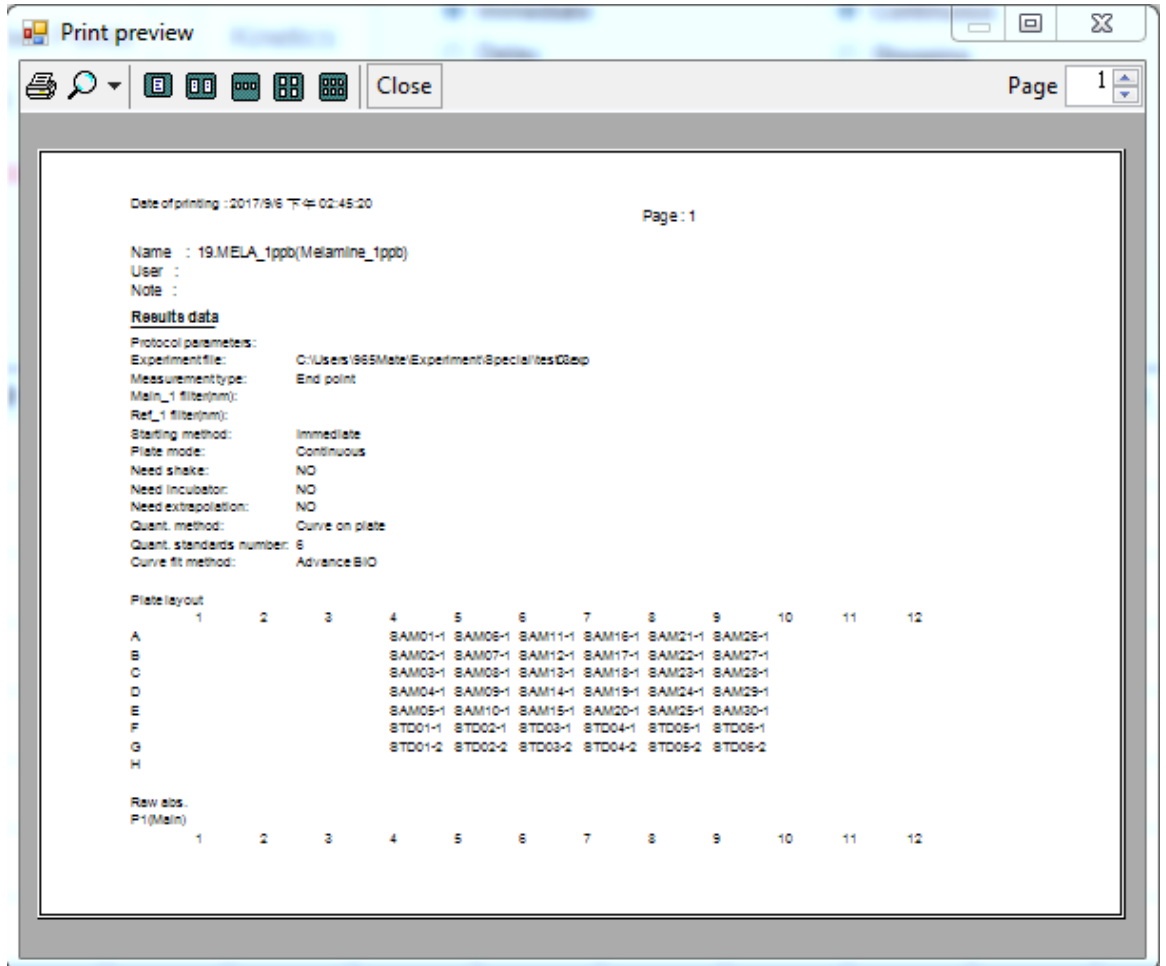 Print preview
Close
Page 1
Date of printing : 2017/9/6 下午 02:45:20
Page : 1
Name : 19.MELA_1ppb(Melamine_1ppb)
User :
Note :
Results data
Protocol parameters:
Experiment file: C:\Users\965Mate\Experiment\Special\test03exp
Measurement type: End point
Main_1 filter(nm):
Ref_1 filter(nm):
Starting method: Immediate
Plate mode: Continuous
Need shake: NO
Need Incubator: NO
Need extrapolation: NO
Quant. method: Curve on plate
Quant. standards number: 6
Curve fit method: Advance BIO
Plate layout
1 2 3 4 5 6 7 8 9 10 11 12
A SAM01-1 SAM06-1 SAM11-1 SAM16-1 SAM21-1 SAM26-1
B SAM02-1 SAM07-1 SAM12-1 SAM17-1 SAM22-1 SAM27-1
C SAM03-1 SAM08-1 SAM13-1 SAM18-1 SAM23-1 SAM28-1
D SAM04-1 SAM09-1 SAM14-1 SAM19-1 SAM24-1 SAM29-1
E SAM05-1 SAM10-1 SAM15-1 SAM20-1 SAM25-1 SAM30-1
F STD01-1 STD02-1 STD03-1 STD04-1 STD05-1 STD06-1
G STD01-2 STD02-2 STD03-2 STD04-2 STD05-2 STD06-2
H
Raw abs.
P1(Main)
1 2 3 4 5 6 7 8 9 10 11 12